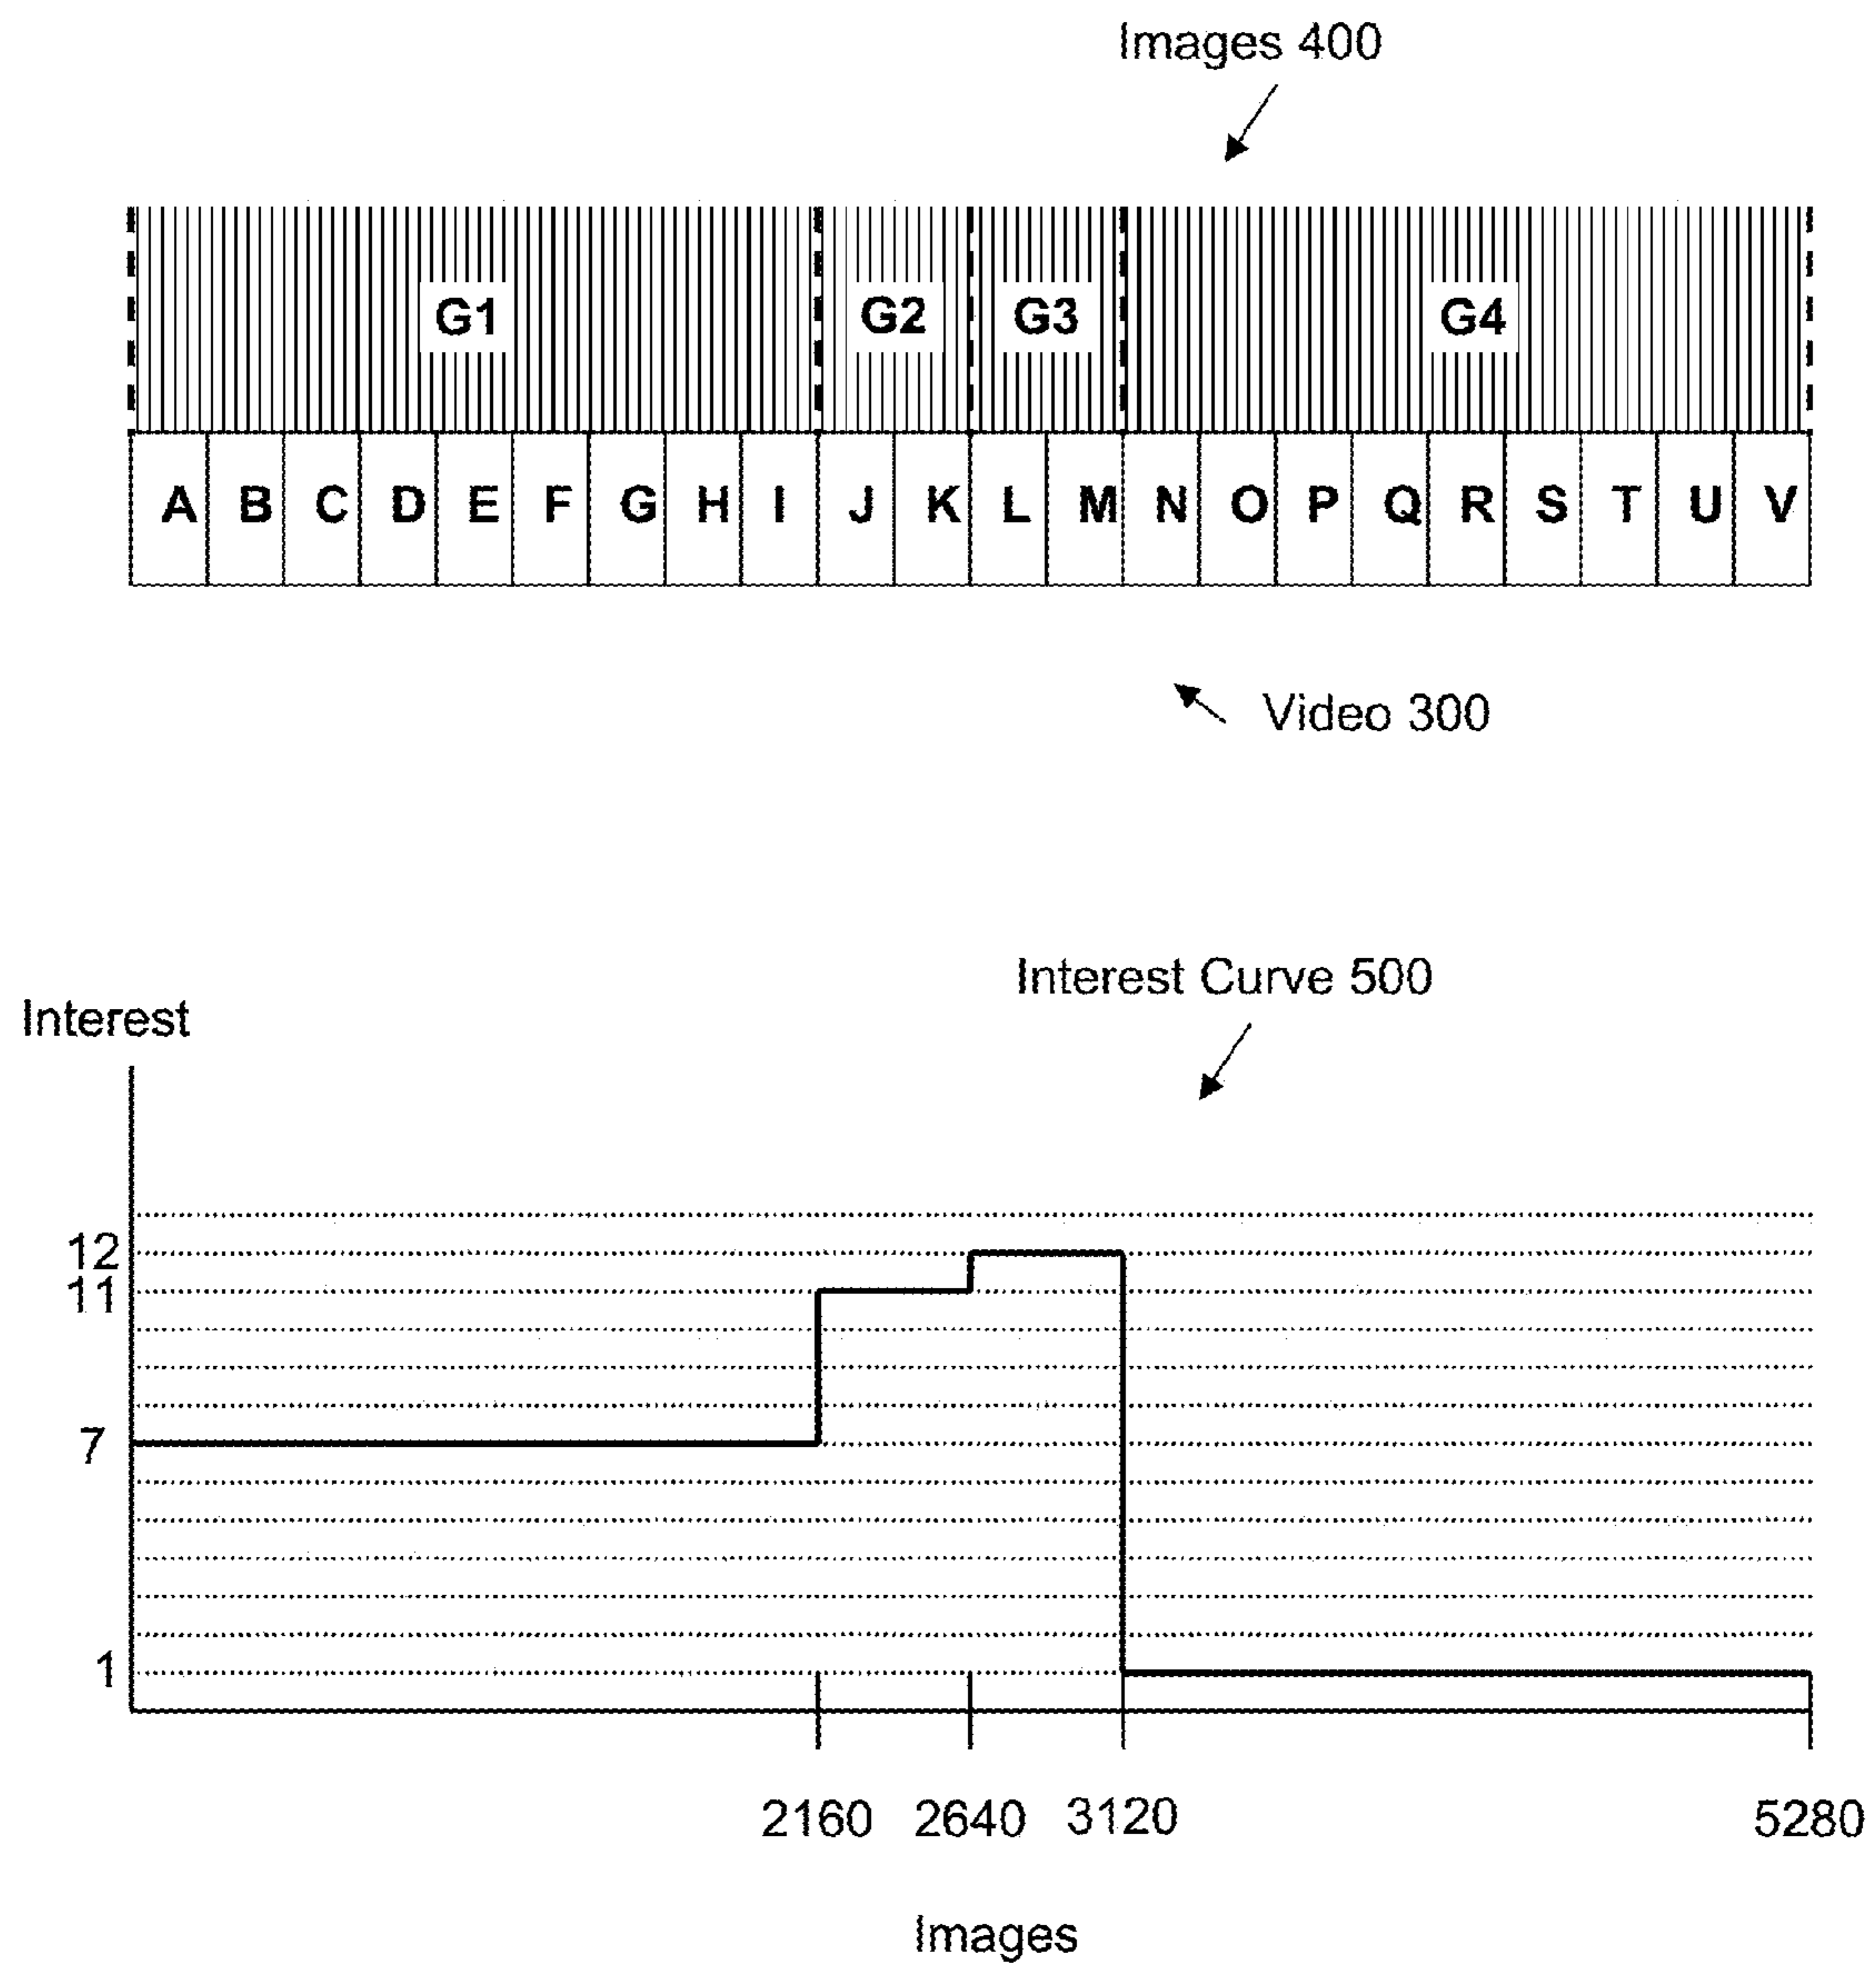 Images 400
G1 G2 G3 G4
A B C D E F G H I J K L M N O P Q R S T U V
Video 300
Interest Curve 500
Interest
12
11
7
1
2160 2640 3120 5280
Images